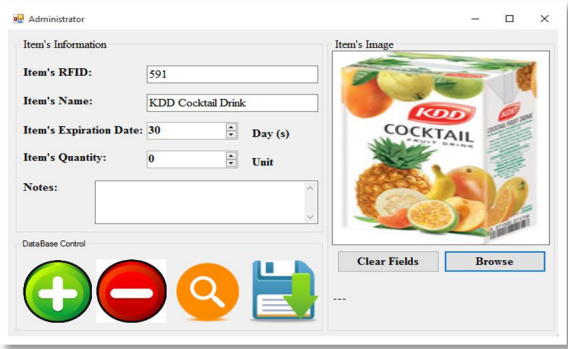 Administrator
Item's Information
Item's RFID: 591
Item's Name: KDD Cocktail Drink
Item's Expiration Date: 30 Day (s)
Item's Quantity: 0 Unit
Notes:
DataBase Control
Item's Image
KDD
COCKTAIL
FRUIT DRINK
KDD
Clear Fields
Browse
---